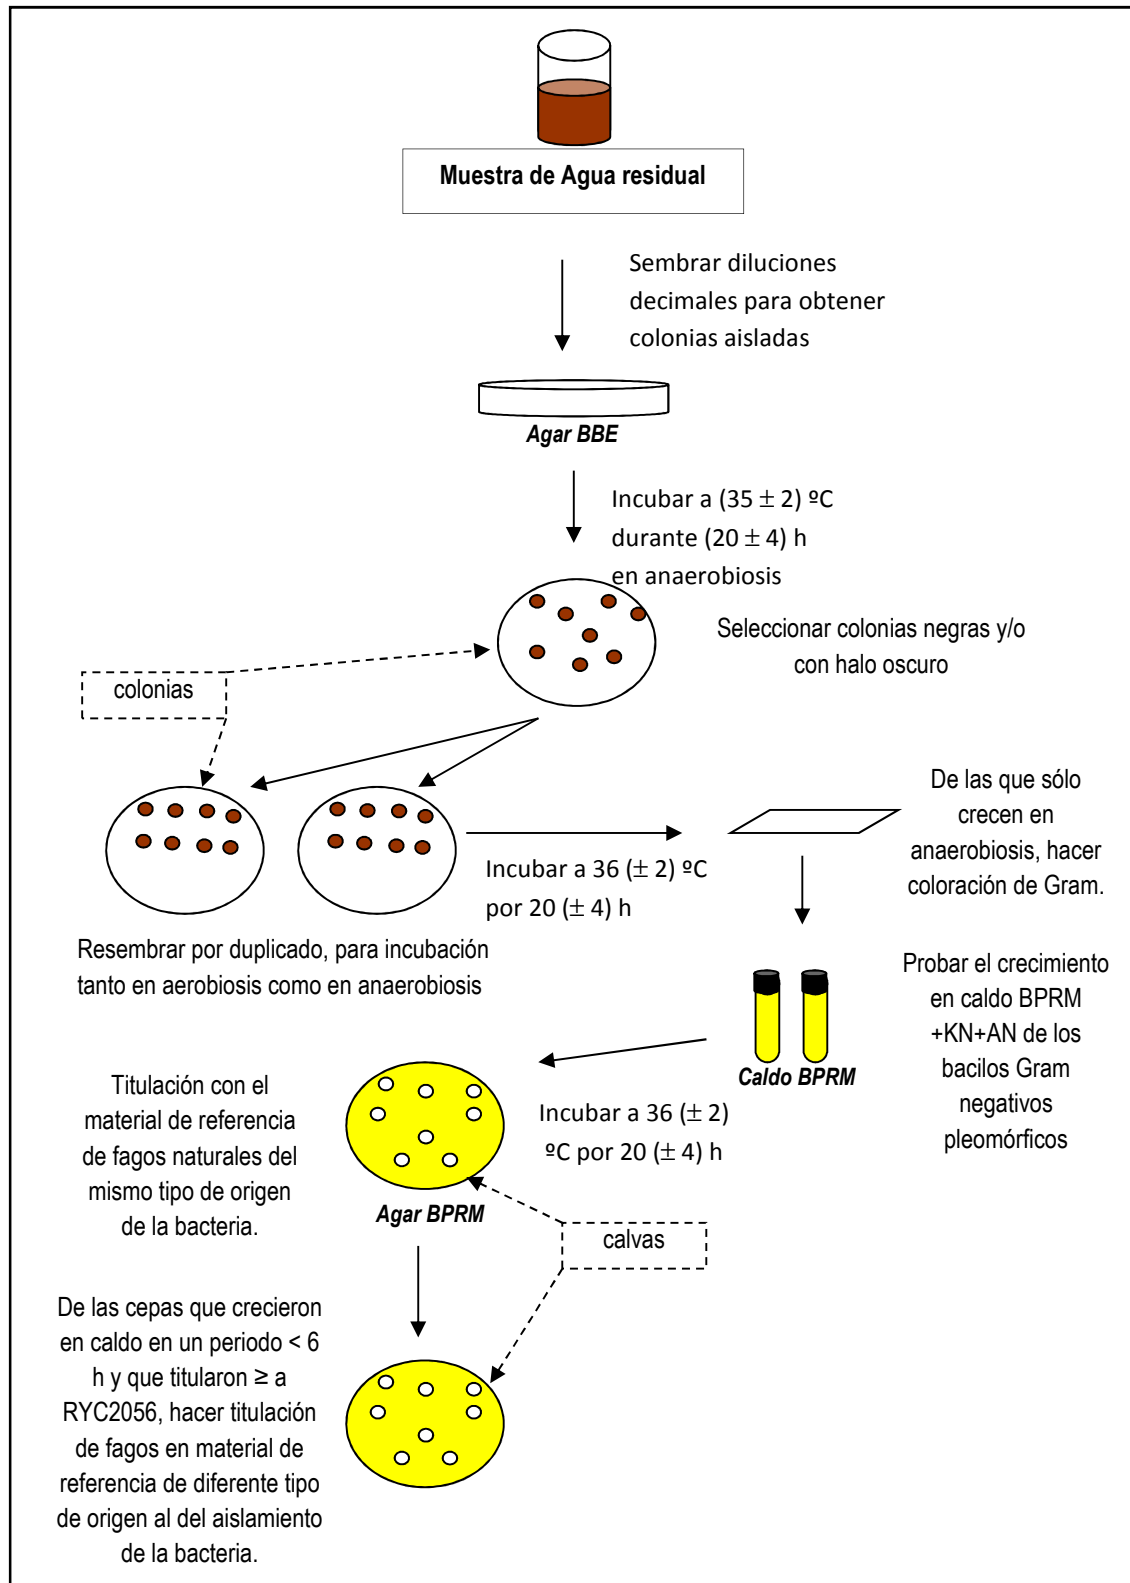 Muestra de Agua residual
Sembrar diluciones
decimales para obtener
colonias aisladas
Agar BBE
Incubar a (35 ± 2) ºC
durante (20 ± 4) h
en anaerobiosis
Seleccionar colonias negras y/o
con halo oscuro
colonias
De las que sólo
crecen en
anaerobiosis, hacer
coloración de Gram.
Incubar a 36 (± 2) ºC
por 20 (± 4) h
Resembrar por duplicado, para incubación
tanto en aerobiosis como en anaerobiosis
Probar el crecimiento
en caldo BPRM
+KN+AN de los
bacilos Gram
negativos
pleomórficos
Caldo BPRM
Incubar a 36 (± 2)
ºC por 20 (± 4) h
Titulación con el
material de referencia
de fagos naturales del
mismo tipo de origen
de la bacteria.
Agar BPRM
calvas
De las cepas que crecieron
en caldo en un periodo < 6
h y que titularon ≥ a
RYC2056, hacer titulación
de fagos en material de
referencia de diferente tipo
de origen al del aislamiento
de la bacteria.